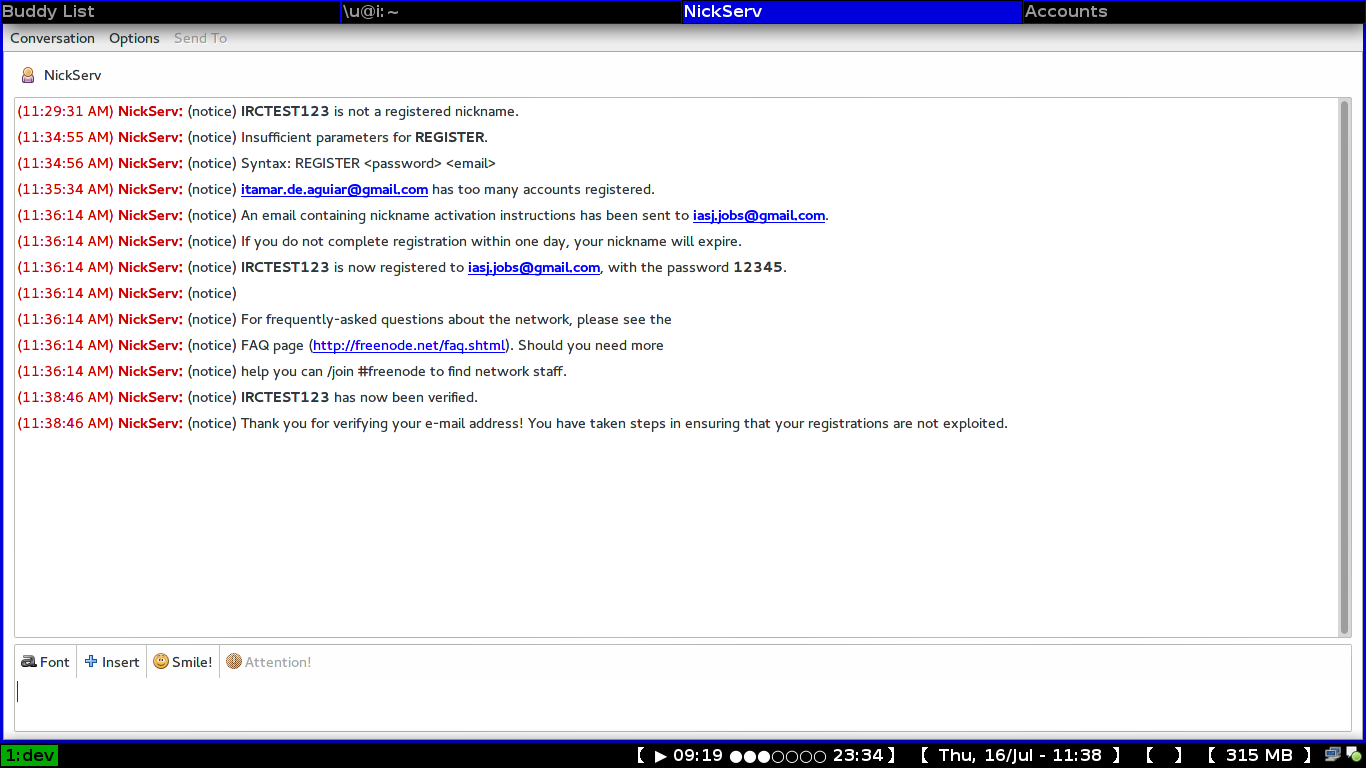 Buddy List \u@i: ~ NickServ Accounts
Conversation Options Send To
NickServ
(11:29:31 AM) NickServ: (notice) IRCTEST123 is not a registered nickname.
(11:34:55 AM) NickServ: (notice) Insufficient parameters for REGISTER.
(11:34:56 AM) NickServ: (notice) Syntax: REGISTER <password> <email>
(11:35:34 AM) NickServ: (notice) itamar.de.aguiar@gmail.com has too many accounts registered.
(11:36:14 AM) NickServ: (notice) An email containing nickname activation instructions has been sent to iasj.jobs@gmail.com.
(11:36:14 AM) NickServ: (notice) If you do not complete registration within one day, your nickname will expire.
(11:36:14 AM) NickServ: (notice) IRCTEST123 is now registered to iasj.jobs@gmail.com, with the password 12345.
(11:36:14 AM) NickServ: (notice)
(11:36:14 AM) NickServ: (notice) For frequently-asked questions about the network, please see the
(11:36:14 AM) NickServ: (notice) FAQ page (http://freenode.net/faq.shtml). Should you need more
(11:36:14 AM) NickServ: (notice) help you can /join #freenode to find network staff.
(11:38:46 AM) NickServ: (notice) IRCTEST123 has now been verified.
(11:38:46 AM) NickServ: (notice) Thank you for verifying your e-mail address! You have taken steps in ensuring that your registrations are not exploited.
Font Insert Smile! Attention!
1:dev 【 ▶ 09:19 ●●●○○○○ 23:34】 【 Thu, 16/Jul - 11:38 】 【 】 【 315 MB 】